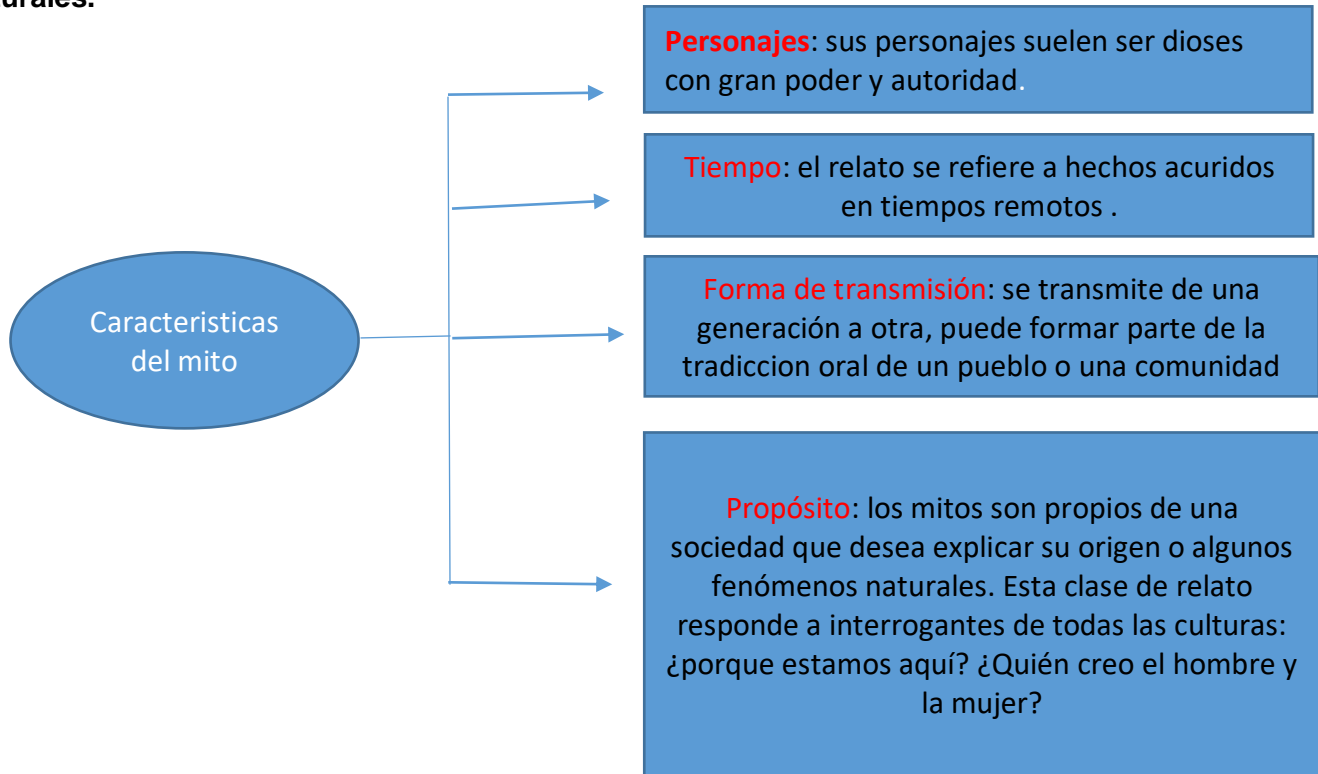 urales.
Personajes: sus personajes suelen ser dioses
con gran poder y autoridad.
Tiempo: el relato se refiere a hechos acuridos
en tiempos remotos .
Caracteristicas
del mito
Forma de transmisión: se transmite de una
generación a otra, puede formar parte de la
tradiccion oral de un pueblo o una comunidad
Propósito: los mitos son propios de una
sociedad que desea explicar su origen o algunos
fenómenos naturales. Esta clase de relato
responde a interrogantes de todas las culturas:
¿porque estamos aquí? ¿Quién creo el hombre y
la mujer?